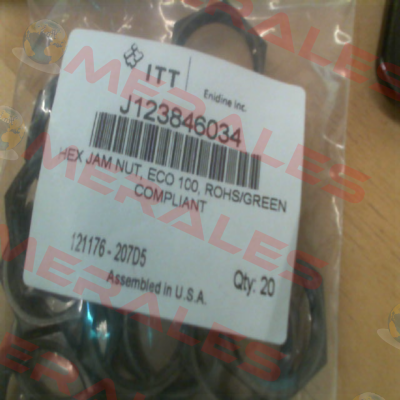 ITT
Enidine Inc.
J123846034
HEX JAM NUT, ECO 100, ROHS/GREEN
COMPLIANT
121176-207D5
Qty: 20
Assembled in U.S.A.
MERALES